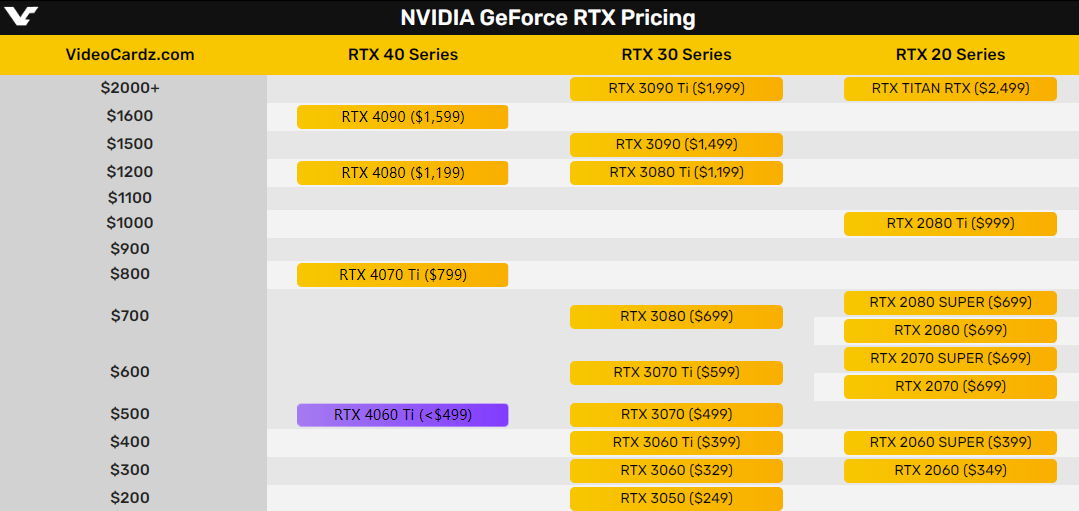 NVIDIA GeForce RTX Pricing
VideoCardz.com RTX 40 Series RTX 30 Series RTX 20 Series
$2000+ RTX 3090 Ti ($1,999) RTX TITAN RTX ($2,499)
$1600 RTX 4090 ($1,599)
$1500 RTX 3090 ($1,499)
$1200 RTX 4080 ($1,199) RTX 3080 Ti ($1,199)
$1100
$1000 RTX 2080 Ti ($999)
$900
$800 RTX 4070 Ti ($799)
RTX 2080 SUPER ($699)
$700 RTX 3080 ($699)
RTX 2080 ($699)
RTX 2070 SUPER ($699)
$600 RTX 3070 Ti ($599)
RTX 2070 ($699)
$500 RTX 4060 Ti (<$499) RTX 3070 ($499)
$400 RTX 3060 Ti ($399) RTX 2060 SUPER ($399)
$300 RTX 3060 ($329) RTX 2060 ($349)
$200 RTX 3050 ($249)